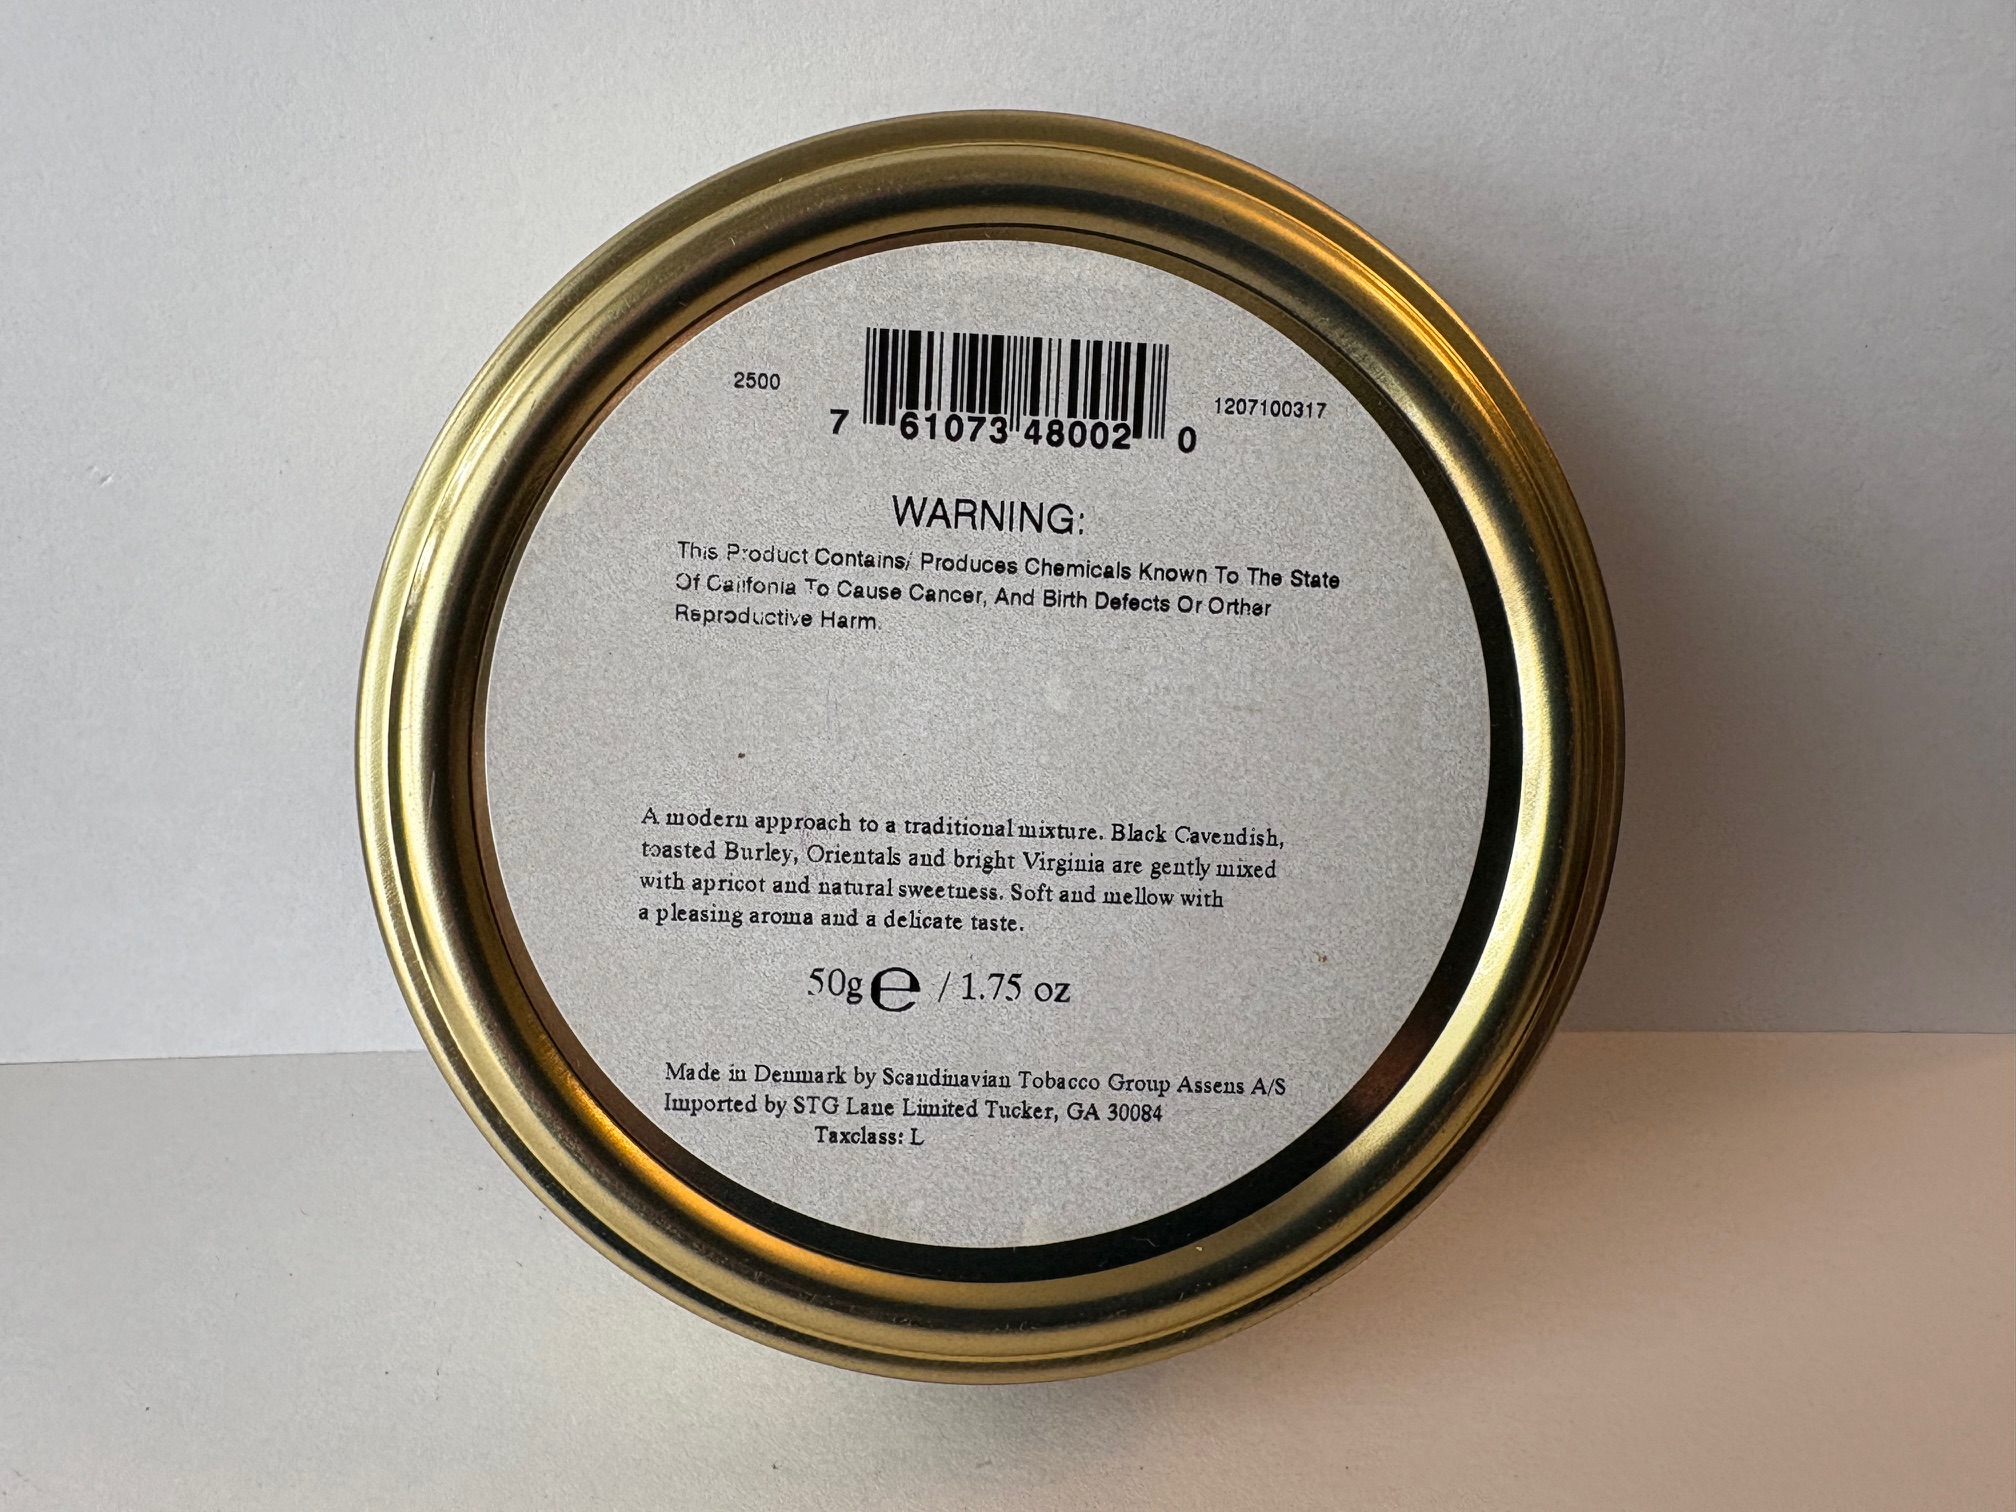 2500
7 61073 48002 0
1207100317
WARNING:
This Product Contains/ Produces Chemicals Known To The State
Of Califonia To Cause Cancer, And Birth Defects Or Orther
Reproductive Harm.
A modern approach to a traditional mixture. Black Cavendish,
toasted Burley, Orientals and bright Virginia are gently mixed
with apricot and natural sweetness. Soft and mellow with
a pleasing aroma and a delicate taste.
50g e / 1.75 oz
Made in Denmark by Scandinavian Tobacco Group Assens A/S
Imported by STG Lane Limited Tucker, GA 30084
Taxclass: L